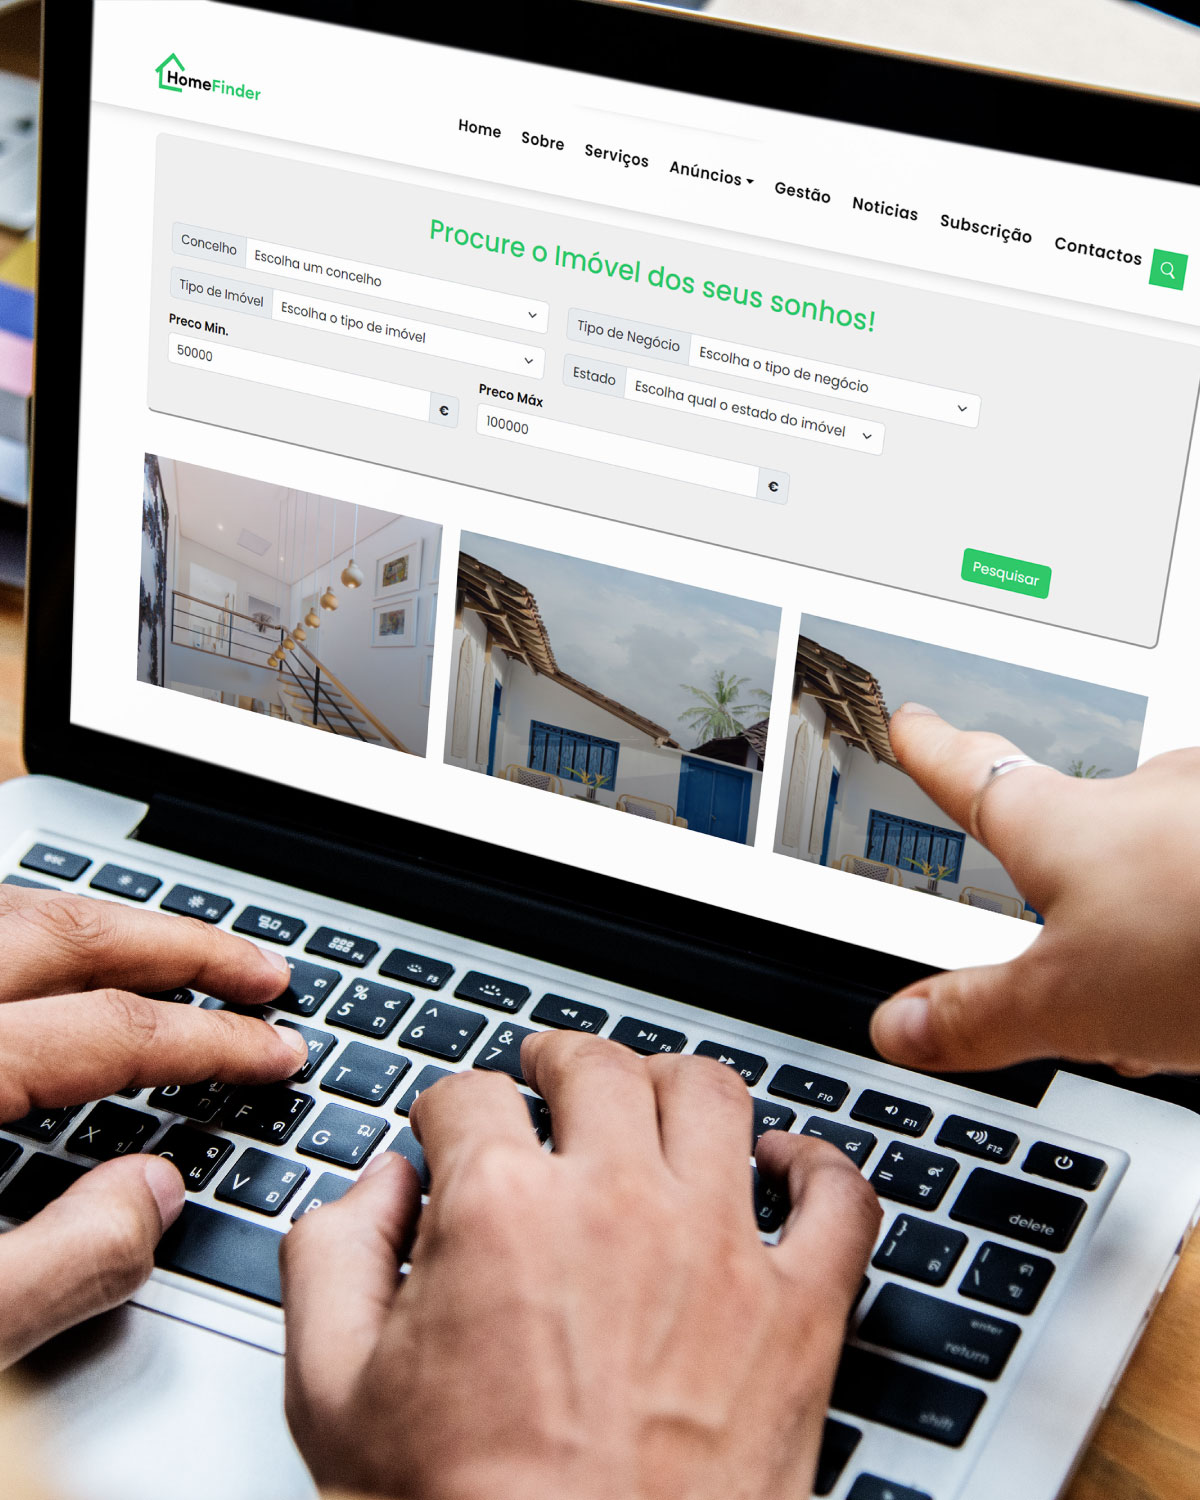 HomeFinder
Home Sobre Serviços Anúncios Gestão Noticias Subscrição Contactos
Procure o Imóvel dos seus sonhos!
Concelho Escolha um concelho
Tipo de Negócio Escolha o tipo de negócio
Tipo de Imóvel Escolha o tipo de imóvel
Estado Escolha qual o estado do imóvel
Preco Min.
50000 €
Preco Máx
100000 €
Pesquisar
esc F1 F2 F3 F4 F5 F6 F7 F8 F9 F10 F11 F12
% 5 ^ 6 & 7 + =
T
delete
D F G } ] | \
enter
return
X C V
shift